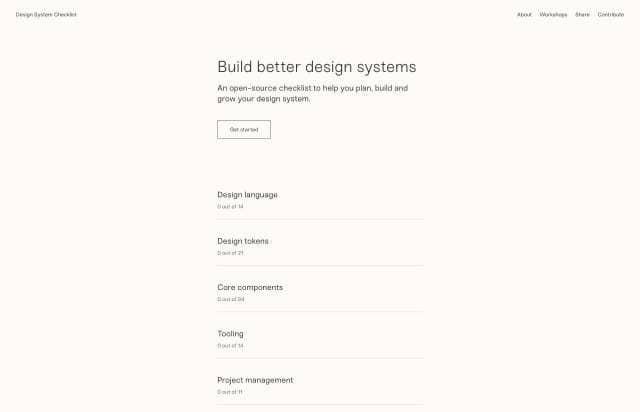 Design System Checklist
About Workshops Share Contribute
Build better design systems
An open-source checklist to help you plan, build and
grow your design system.
Get started
Design language
0 out of 14
Design tokens
0 out of 21
Core components
0 out of 94
Tooling
0 out of 14
Project management
0 out of 11